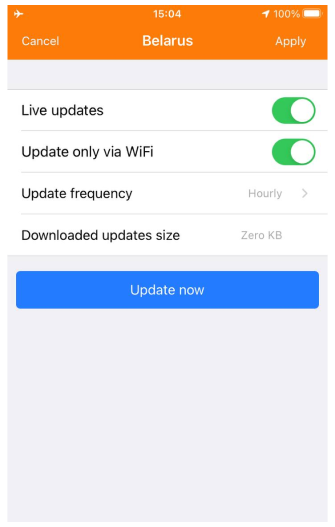 15:04
100%
Cancel
Belarus
Apply
Live updates
Update only via WiFi
Update frequency
Hourly
Downloaded updates size
Zero KB
Update now